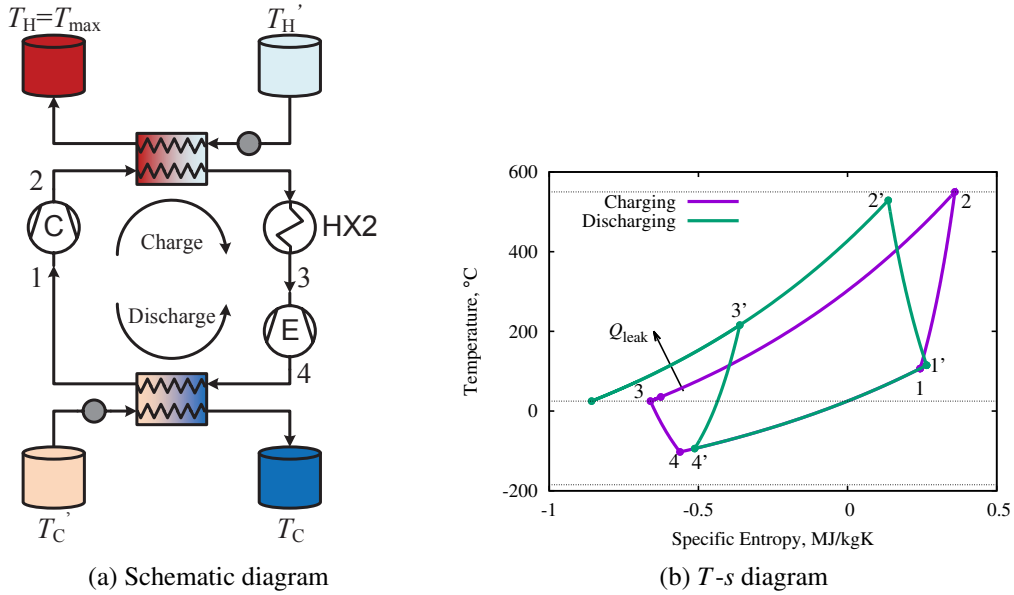 T_H=T_max
T_H'
2
C
HX2
Charge
1
3
Discharge
E
4
T_C'
T_C
(a) Schematic diagram
600
400
200
0
-200
Temperature, °C
Charging
Discharging
2'
2
3'
Q_leak
3
1'
1
4
4'
-1
-0.5
0
0.5
Specific Entropy, MJ/kgK
(b) T-s diagram